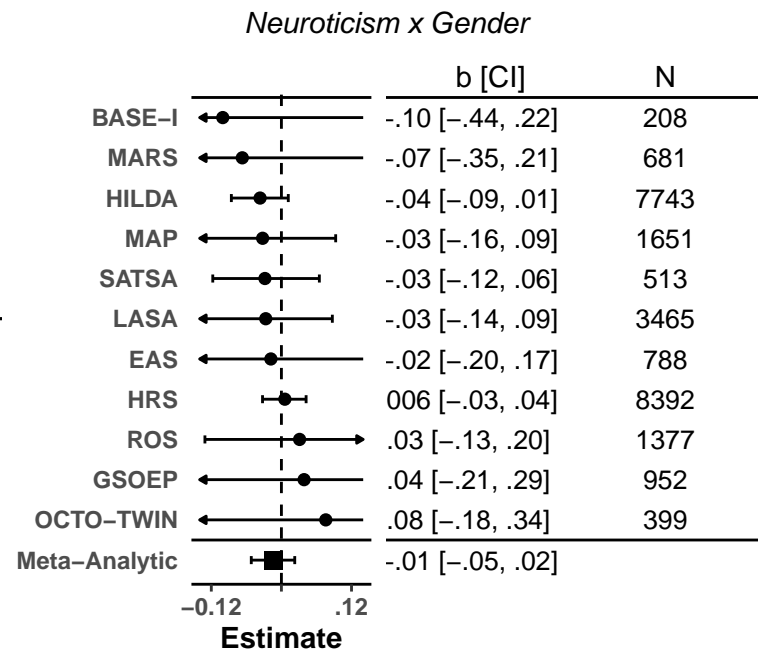 Neuroticism x Gender
b [CI] N
BASE−I -.10 [−.44, .22] 208
MARS -.07 [−.35, .21] 681
HILDA -.04 [−.09, .01] 7743
MAP -.03 [−.16, .09] 1651
SATSA -.03 [−.12, .06] 513
LASA -.03 [−.14, .09] 3465
EAS -.02 [−.20, .17] 788
HRS 006 [−.03, .04] 8392
ROS .03 [−.13, .20] 1377
GSOEP .04 [−.21, .29] 952
OCTO−TWIN .08 [−.18, .34] 399
Meta−Analytic -.01 [−.05, .02]
−0.12 .12
Estimate